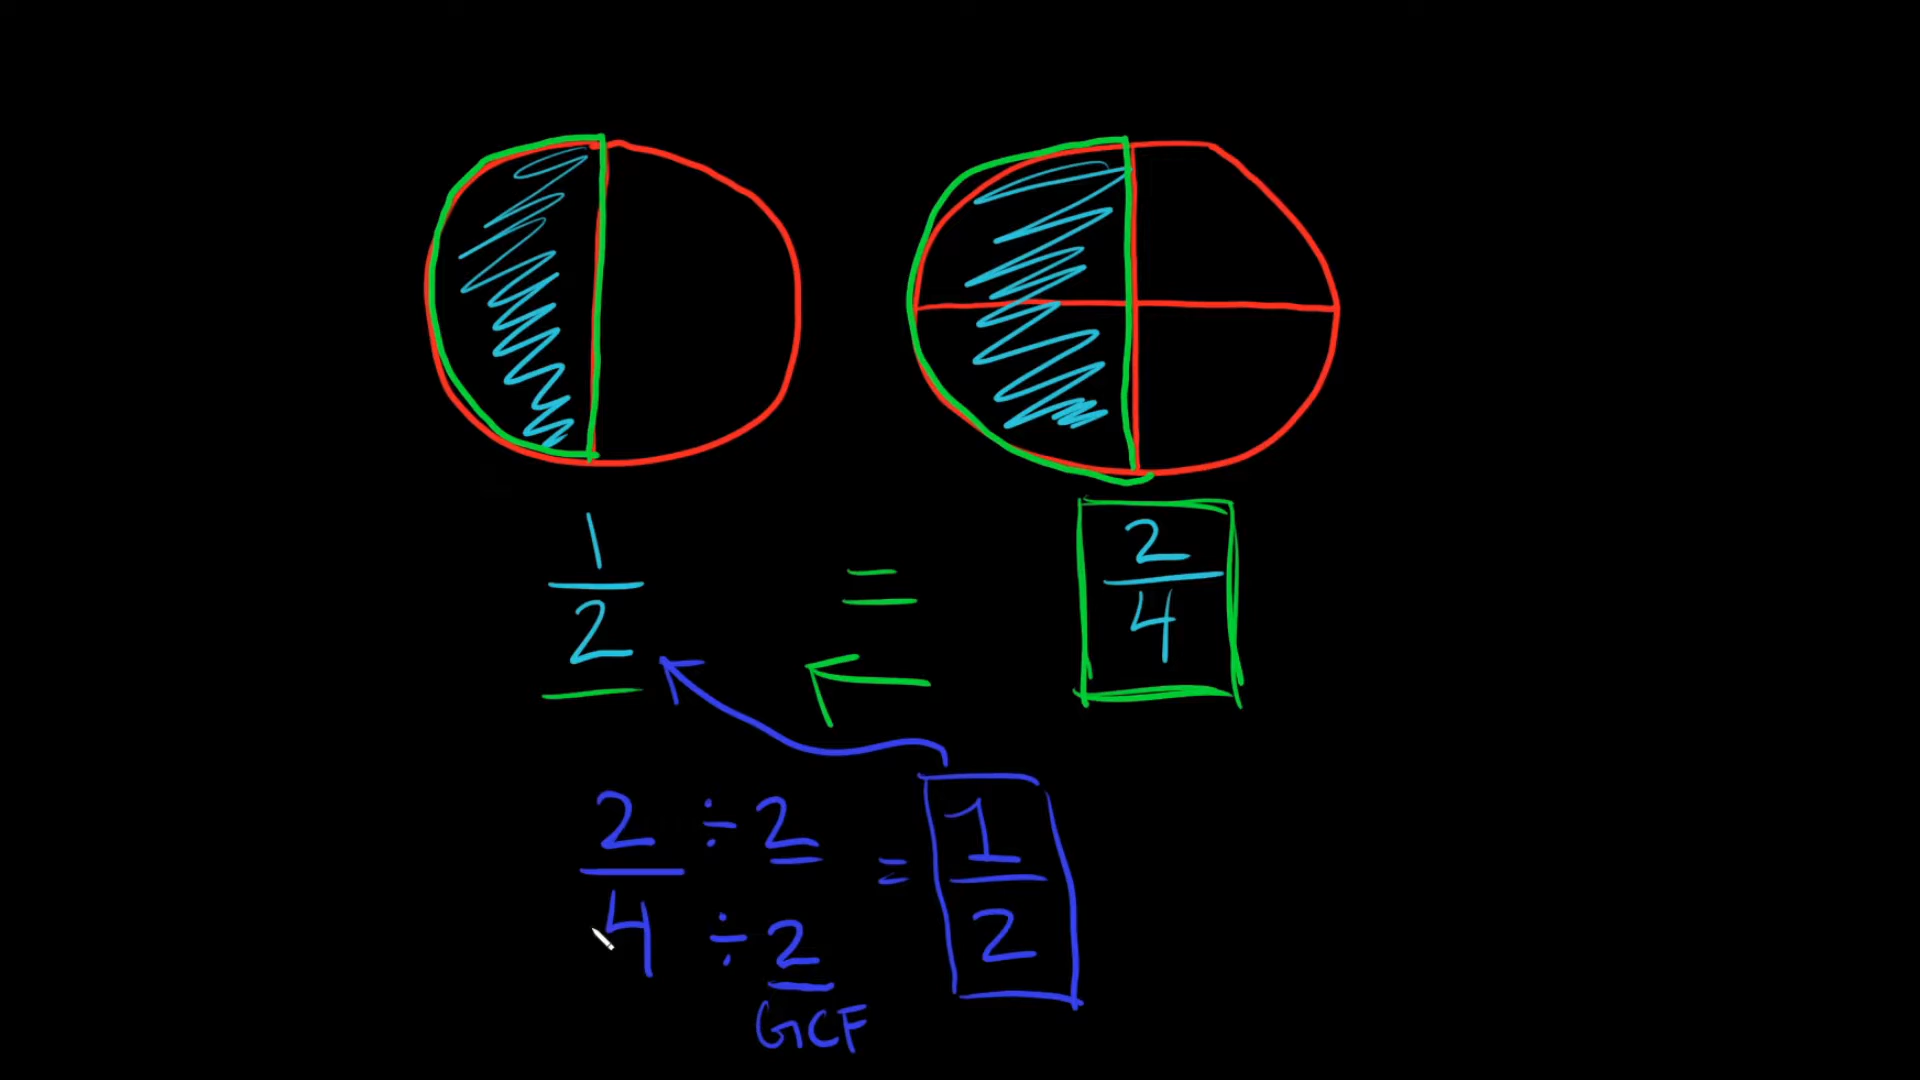 1/2 = 2/4
2 ÷ 2
4 ÷ 2
= 1/2
GCF